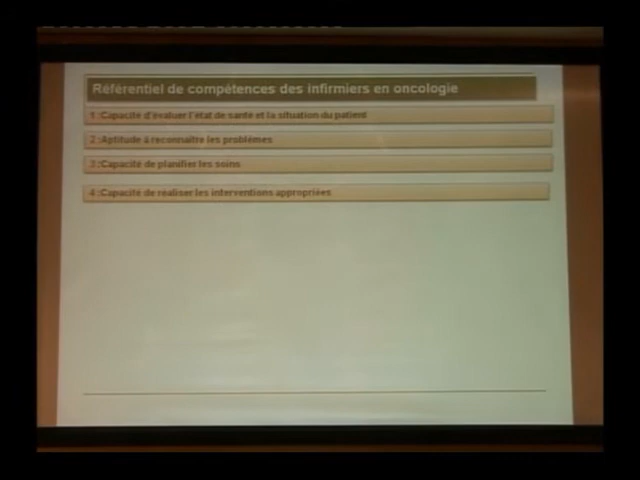 Référentiel de compétences des infirmiers en oncologie
1 :Capacité d'évaluer l'état de santé et la situation du patient
2 :Aptitude à reconnaître les problèmes
3 :Capacité de planifier les soins
4 :Capacité de réaliser les interventions appropriées